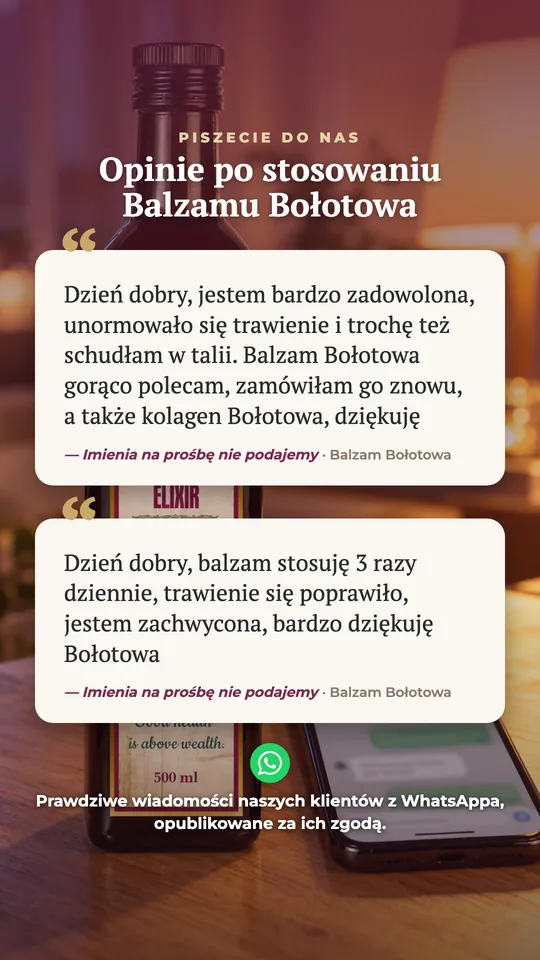 PISZECIE DO NAS
Opinie po stosowaniu
Balzamu Bołotowa
“
Dzień dobry, jestem bardzo zadowolona,
unormowało się trawienie i trochę też
schudłam w talii. Balzam Bołotowa
gorąco polecam, zamówiłam go znowu,
a także kolagen Bołotowa, dziękuję
— Imienia na prośbę nie podajemy · Balzam Bołotowa
ELIXIR
“
Dzień dobry, balzam stosuję 3 razy
dziennie, trawienie się poprawiło,
jestem zachwycona, bardzo dziękuję
Bołotowa
— Imienia na prośbę nie podajemy · Balzam Bołotowa
Good health
is above wealth.
500 ml
Prawdziwe wiadomości naszych klientów z WhatsAppa,
opublikowane za ich zgodą.